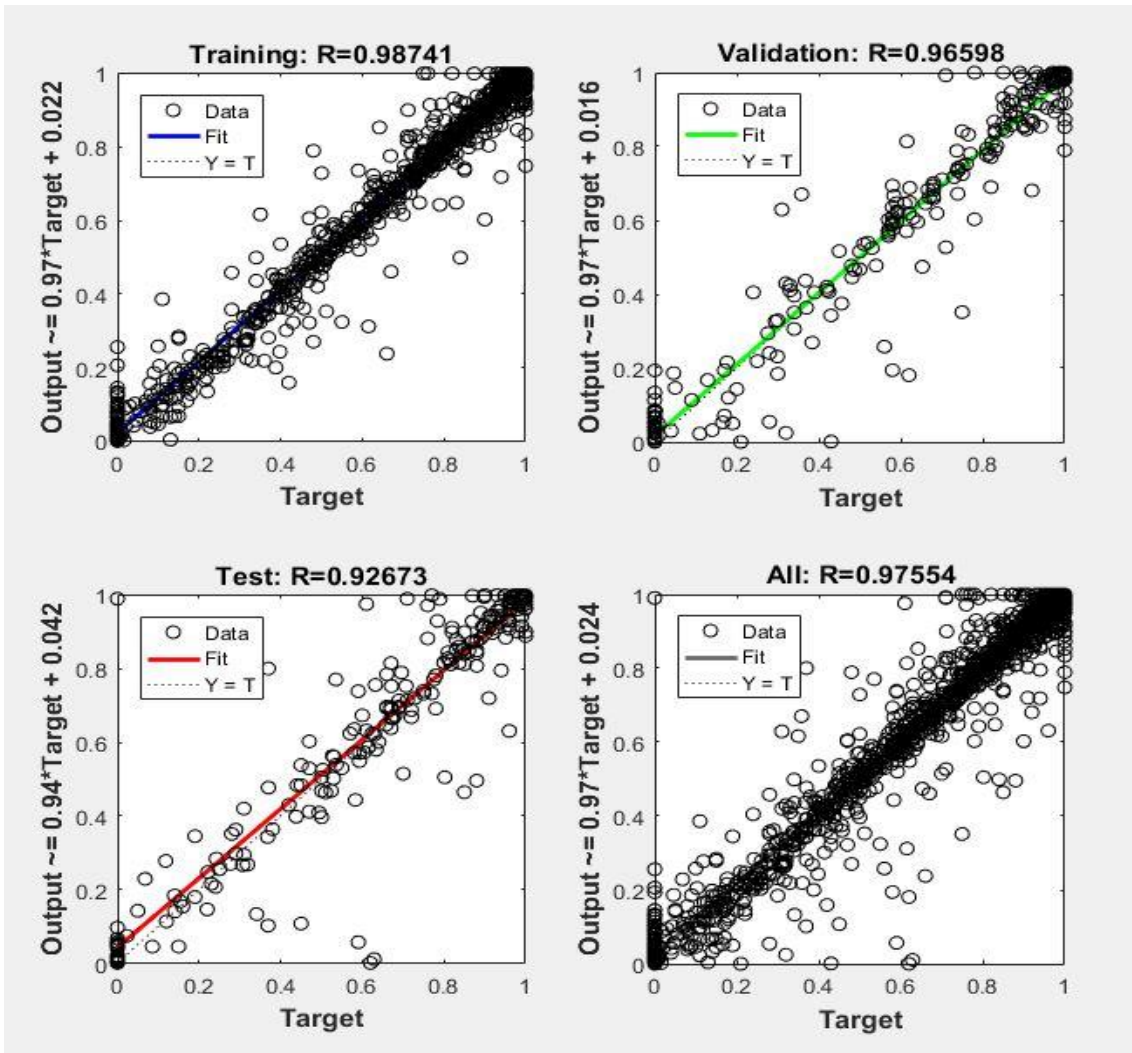 Training: R=0.98741
Output ~= 0.97*Target + 0.022
1
0.8
0.6
0.4
0.2
0
Data
Fit
Y = T
0 0.2 0.4 0.6 0.8 1
Target
Validation: R=0.96598
Output ~= 0.97*Target + 0.016
1
0.8
0.6
0.4
0.2
0
Data
Fit
Y = T
0 0.2 0.4 0.6 0.8 1
Target
Test: R=0.92673
Output ~= 0.94*Target + 0.042
1
0.8
0.6
0.4
0.2
0
Data
Fit
Y = T
0 0.2 0.4 0.6 0.8 1
Target
All: R=0.97554
Output ~= 0.97*Target + 0.024
1
0.8
0.6
0.4
0.2
0
Data
Fit
Y = T
0 0.2 0.4 0.6 0.8 1
Target